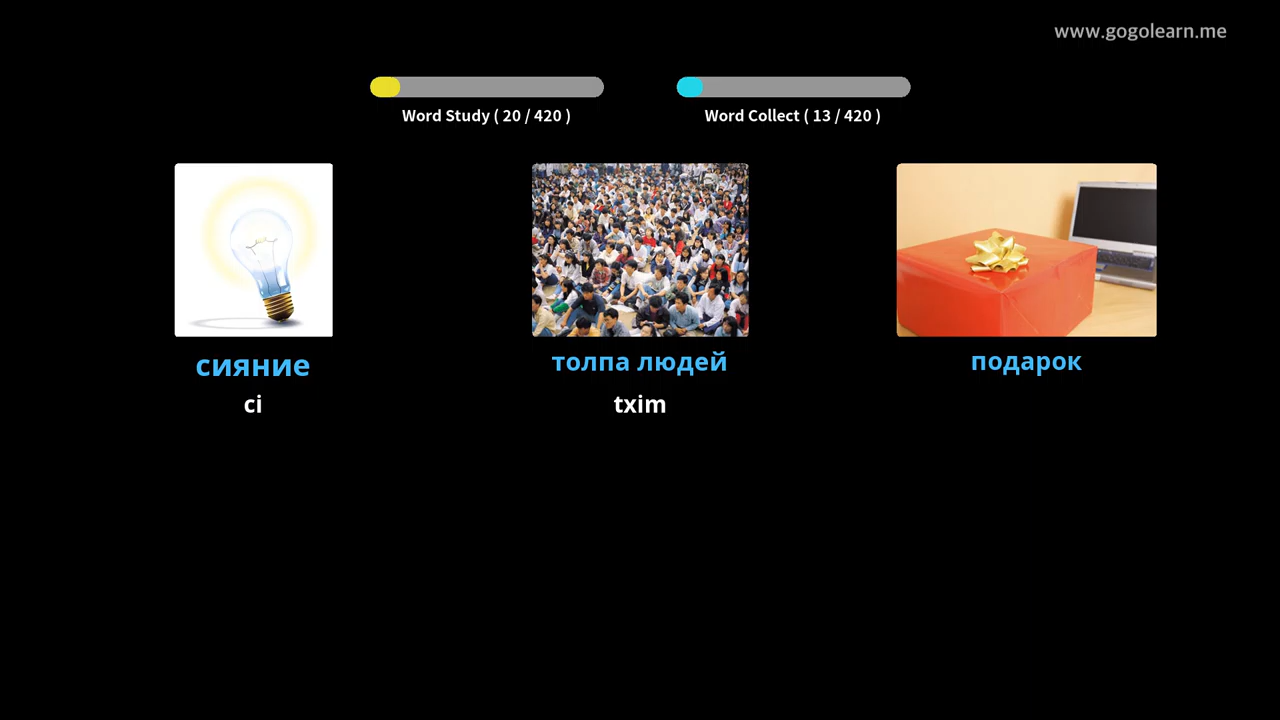 www.gogolearn.me
Word Study ( 20 / 420 )
Word Collect ( 13 / 420 )
сияние
толпа людей
подарок
ci
txim